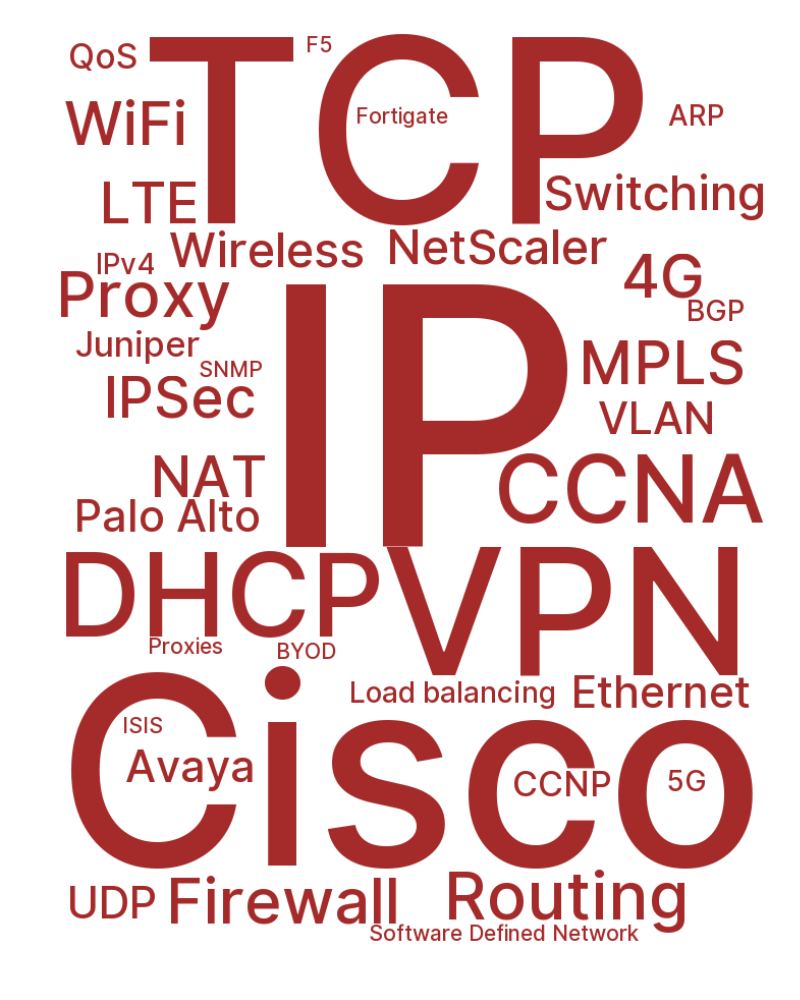 QoS
TCP
F5
Fortigate
WiFi
ARP
LTE
Switching
Wireless
NetScaler
IPv4
4G
Proxy
BGP
IP
Juniper
MPLS
SNMP
IPSec
VLAN
NAT
CCNA
Palo Alto
DHCP
VPN
Proxies
BYOD
Load balancing
Ethernet
Cisco
ISIS
Avaya
CCNP
5G
UDP
Firewall
Routing
Software Defined Network